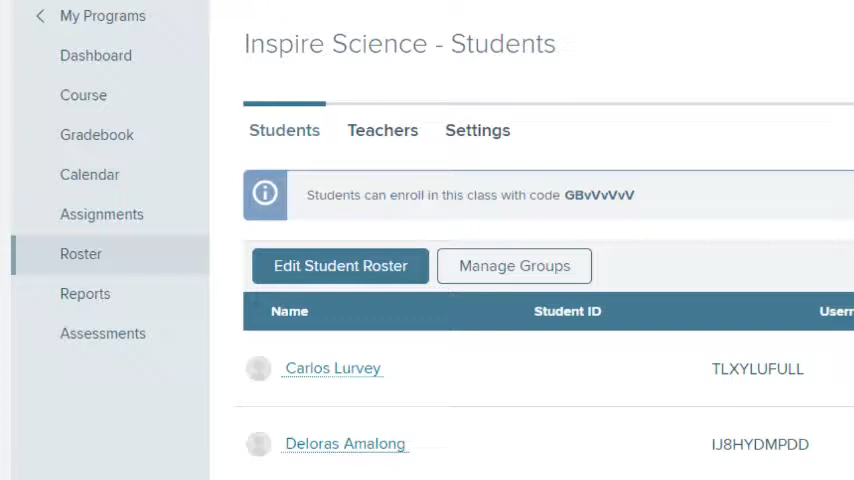 My Programs
Inspire Science - Students
Dashboard
Course
Gradebook
Calendar
Assignments
Roster
Reports
Assessments
Students Teachers Settings
Students can enroll in this class with code GBvVvVvV
Edit Student Roster Manage Groups
Name Student ID Usern
Carlos Lurvey TLXYLUFULL
Deloras Amalong IJ8HYDMPDD